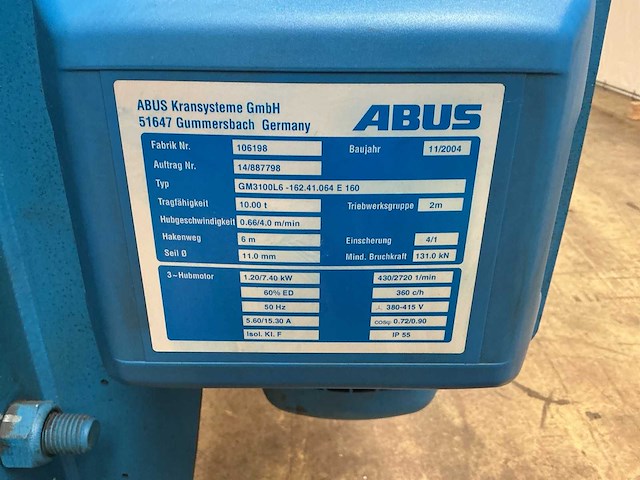 ABUS Kransysteme GmbH
51647 Gummersbach Germany
ABUS
Fabrik Nr. 106198 Baujahr 11/2004
Auftrag Nr. 14/887798
Typ GM3100L6 -162.41.064 E 160
Tragfähigkeit 10.00 t Triebwerksgruppe 2m
Hubgeschwindigkeit 0.66/4.0 m/min
Hakenweg 6 m Einscherung 4/1
Seil Ø 11.0 mm Mind. Bruchkraft 131.0 kN
3~Hubmotor 1.20/7.40 kW 430/2720 1/min
60% ED 360 c/h
50 Hz 380-415 V
5.60/15.30 A cosφ 0.72/0.90
Isol. Kl. F IP 55